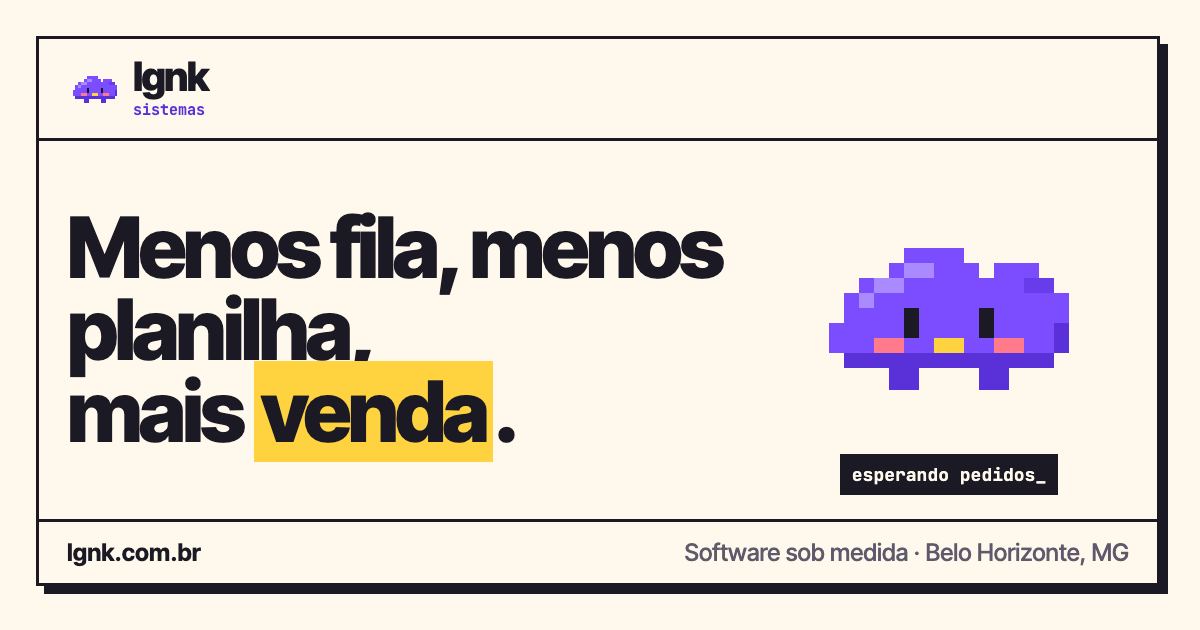 lgnk
sistemas
Menos fila, menos
planilha,
mais venda.
esperando pedidos_
lgnk.com.br
Software sob medida · Belo Horizonte, MG